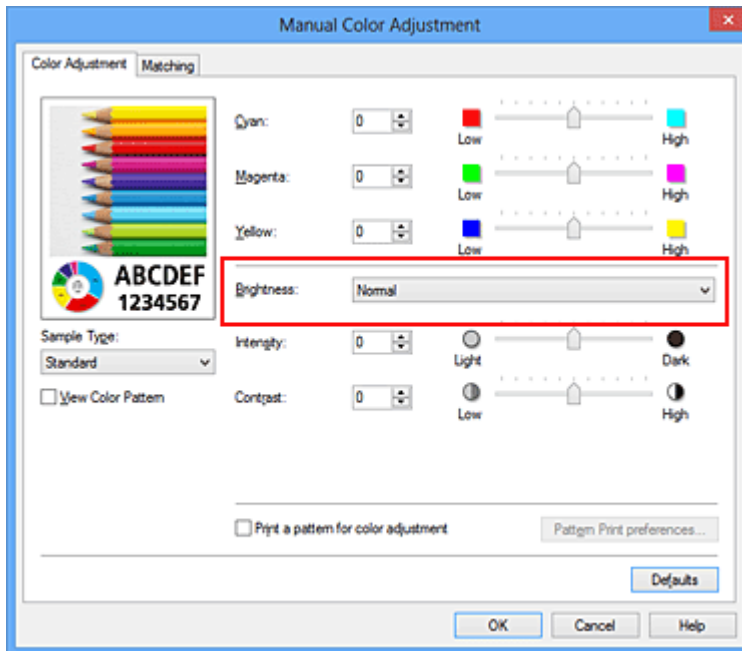 Manual Color Adjustment
Color Adjustment
Matching
ABCDEF
1234567
Sample Type:
Standard
View Color Pattern
Cyan:
0
Low
High
Magenta:
0
Low
High
Yellow:
0
Low
High
Brightness:
Normal
Intensity:
0
Light
Dark
Contrast:
0
Low
High
Print a pattern for color adjustment
Pattern Print preferences...
Defaults
OK
Cancel
Help